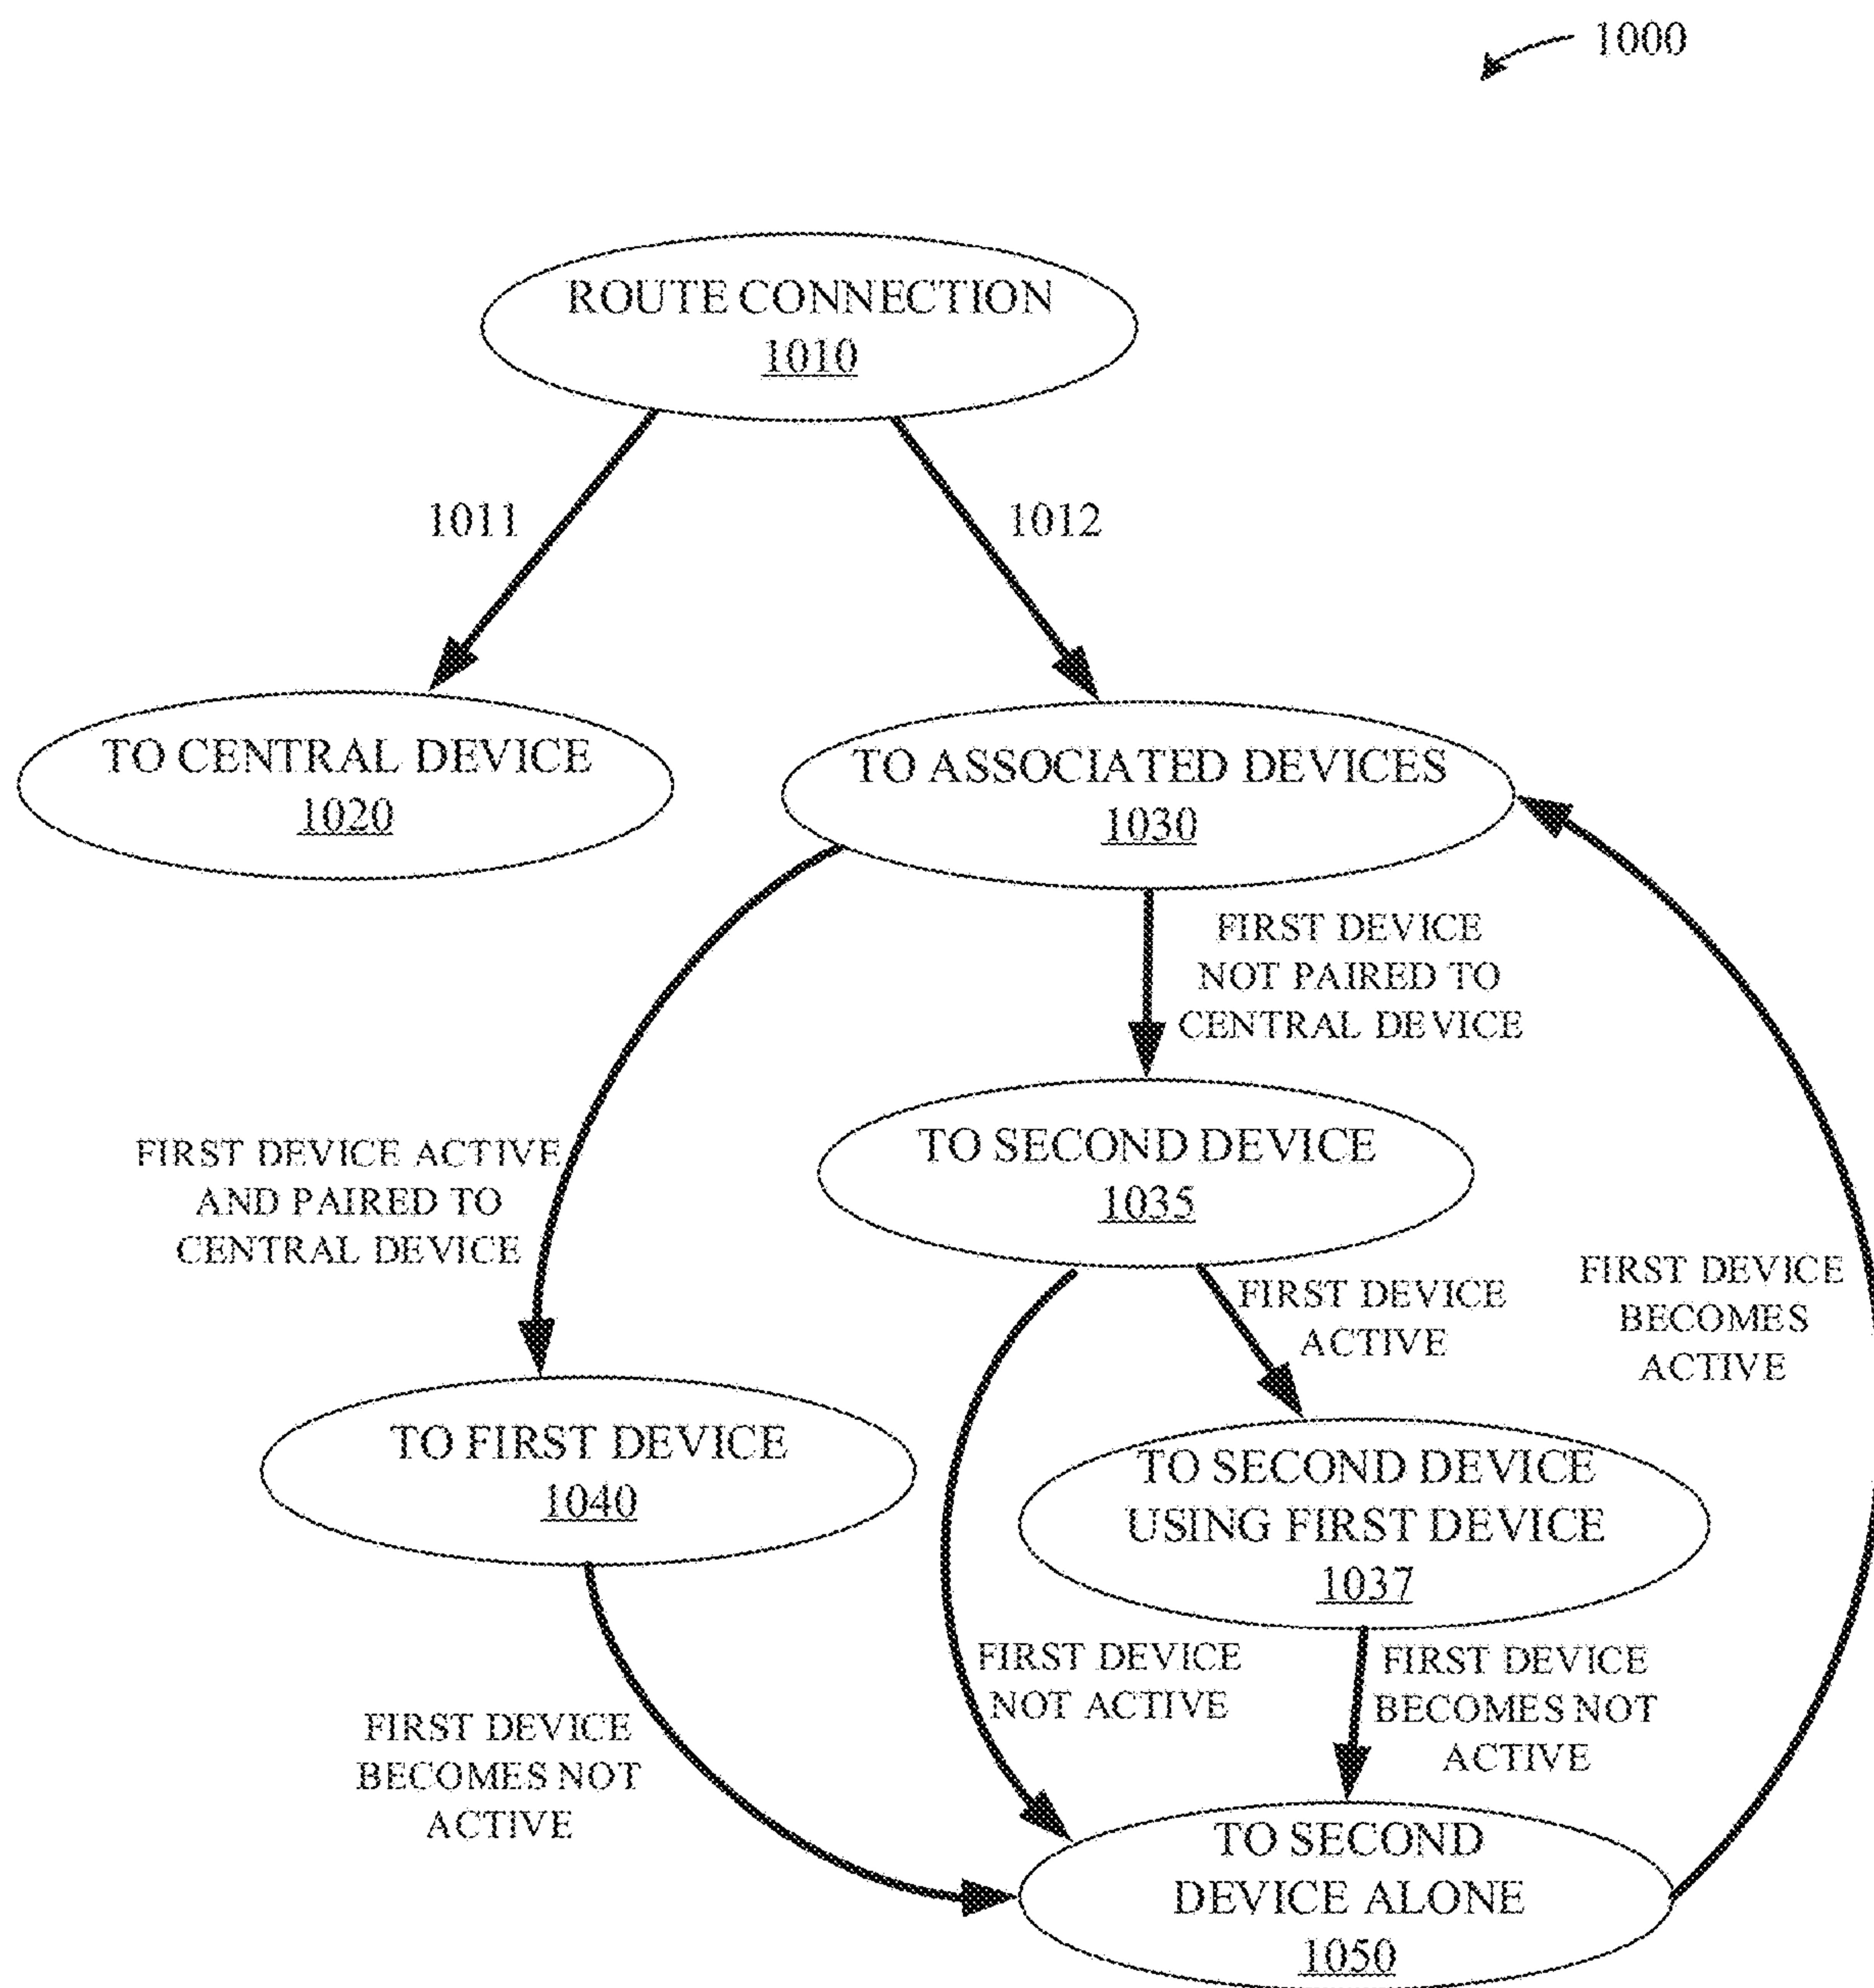 1000
ROUTE CONNECTION
1010
1011
1012
TO CENTRAL DEVICE
1020
TO ASSOCIATED DEVICES
1030
FIRST DEVICE
NOT PAIRED TO
CENTRAL DEVICE
FIRST DEVICE ACTIVE
AND PAIRED TO
CENTRAL DEVICE
TO SECOND DEVICE
1035
FIRST DEVICE
ACTIVE
FIRST DEVICE
BECOMES
ACTIVE
TO FIRST DEVICE
1040
TO SECOND DEVICE
USING FIRST DEVICE
1037
FIRST DEVICE
NOT ACTIVE
FIRST DEVICE
BECOMES NOT
ACTIVE
FIRST DEVICE
BECOMES NOT
ACTIVE
TO SECOND
DEVICE ALONE
1050